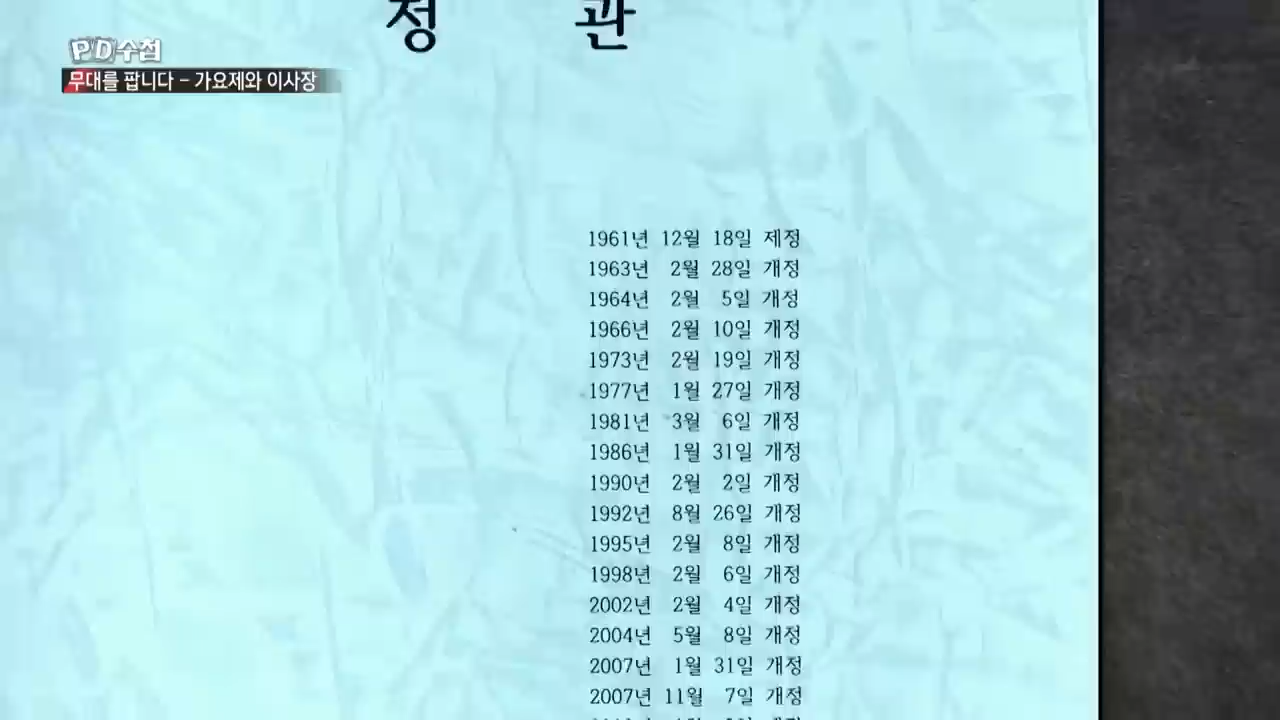 정 관
PD수첩
무대를 팝니다 - 가요제와 이사장
1961년 12월 18일 제정
1963년 2월 28일 개정
1964년 2월 5일 개정
1966년 2월 10일 개정
1973년 2월 19일 개정
1977년 1월 27일 개정
1981년 3월 6일 개정
1986년 1월 31일 개정
1990년 2월 2일 개정
1992년 8월 26일 개정
1995년 2월 8일 개정
1998년 2월 6일 개정
2002년 2월 4일 개정
2004년 5월 8일 개정
2007년 1월 31일 개정
2007년 11월 7일 개정